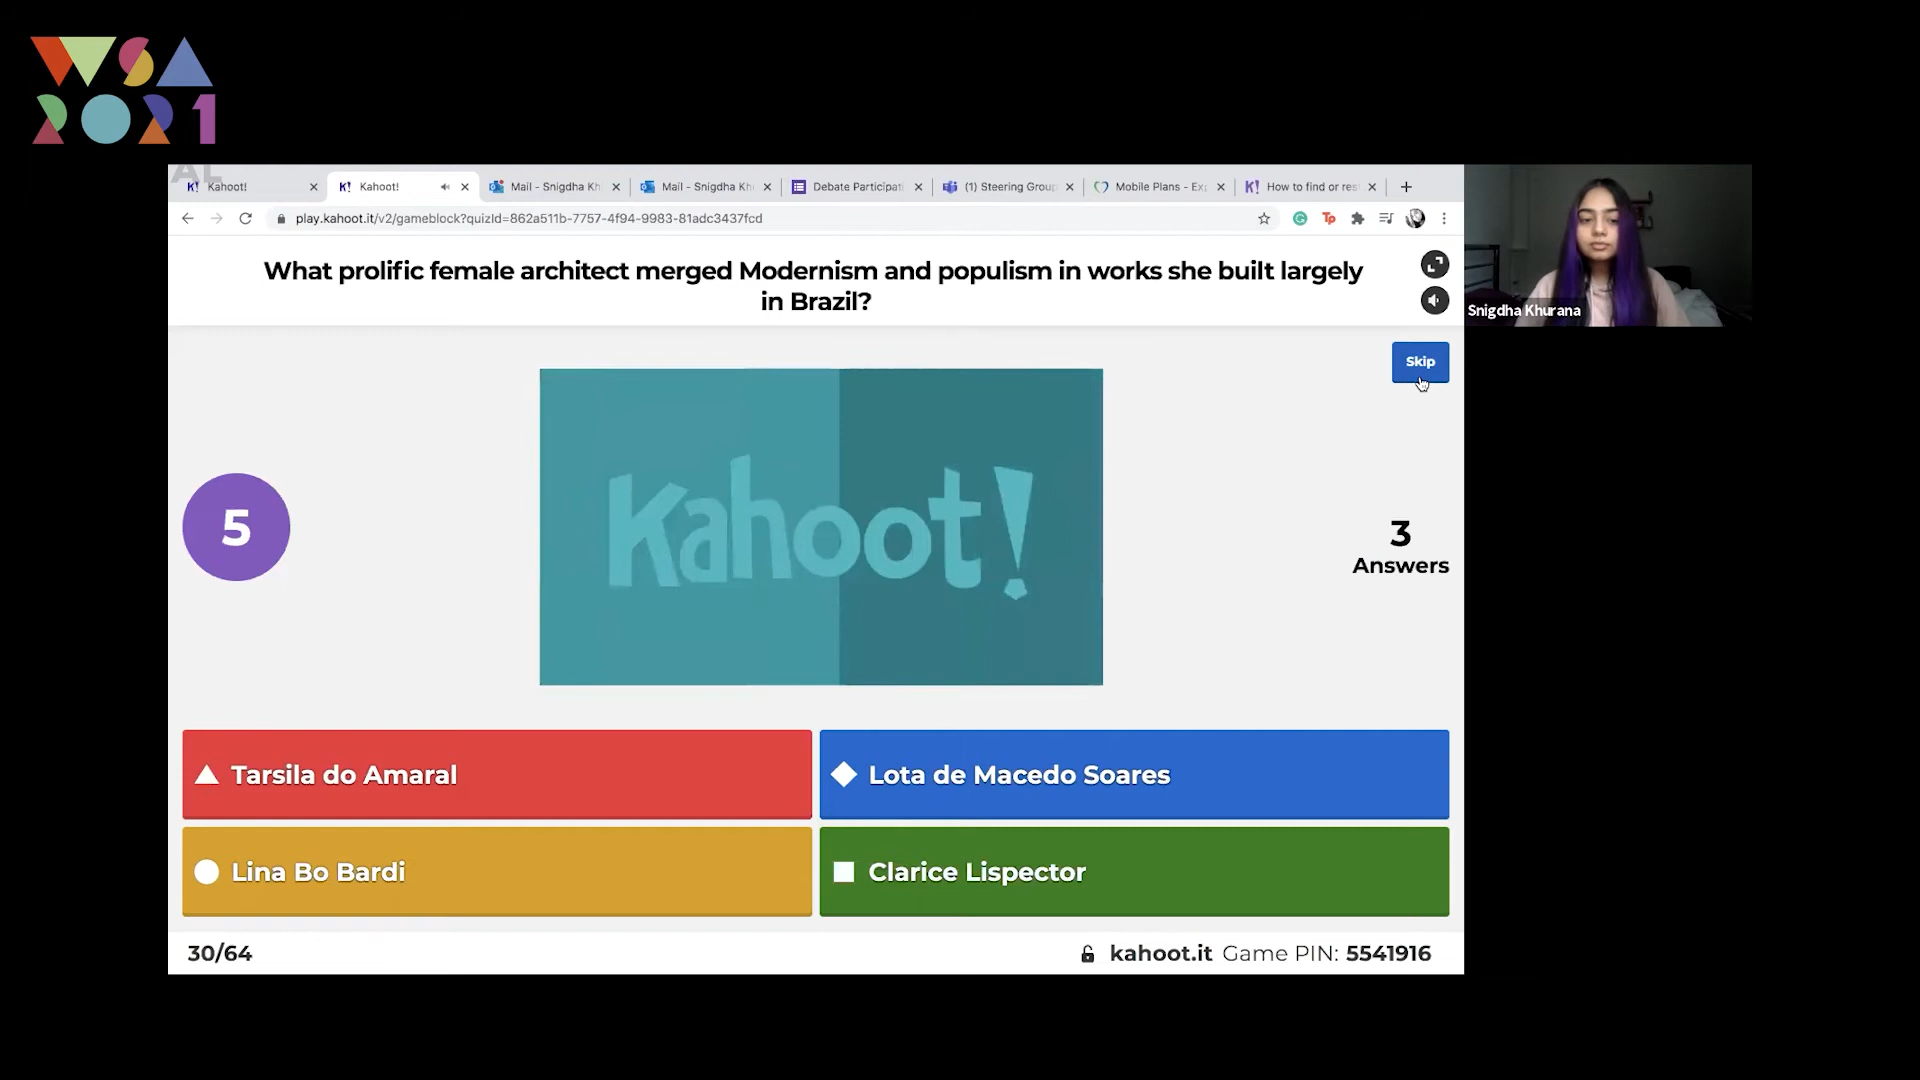 WSA
2021
AL
Kahoot!
Kahoot!
Mail - Snigdha Kh
Mail - Snigdha Kh
Debate Participat
(1) Steering Group
Mobile Plans - Ex
How to find or res
play.kahoot.it/v2/gameblock?quizId=862a511b-7757-4f94-9983-81adc3437fcd
What prolific female architect merged Modernism and populism in works she built largely
in Brazil?
Snigdha Khurana
Skip
Kahoot!
5
3
Answers
Tarsila do Amaral
Lota de Macedo Soares
Lina Bo Bardi
Clarice Lispector
30/64
kahoot.it Game PIN: 5541916